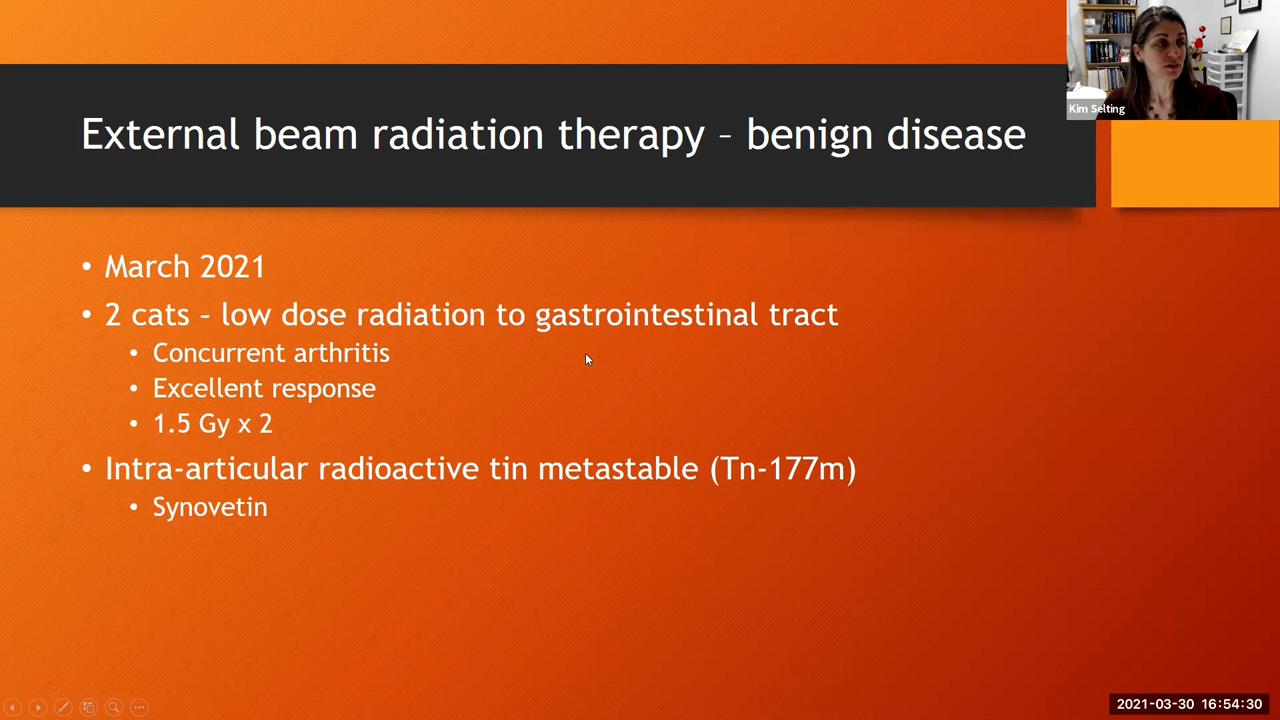 Kim Selting
External beam radiation therapy – benign disease
• March 2021
• 2 cats – low dose radiation to gastrointestinal tract
• Concurrent arthritis
• Excellent response
• 1.5 Gy x 2
• Intra-articular radioactive tin metastable (Tn-177m)
• Synovetin
2021-03-30 16:54:30